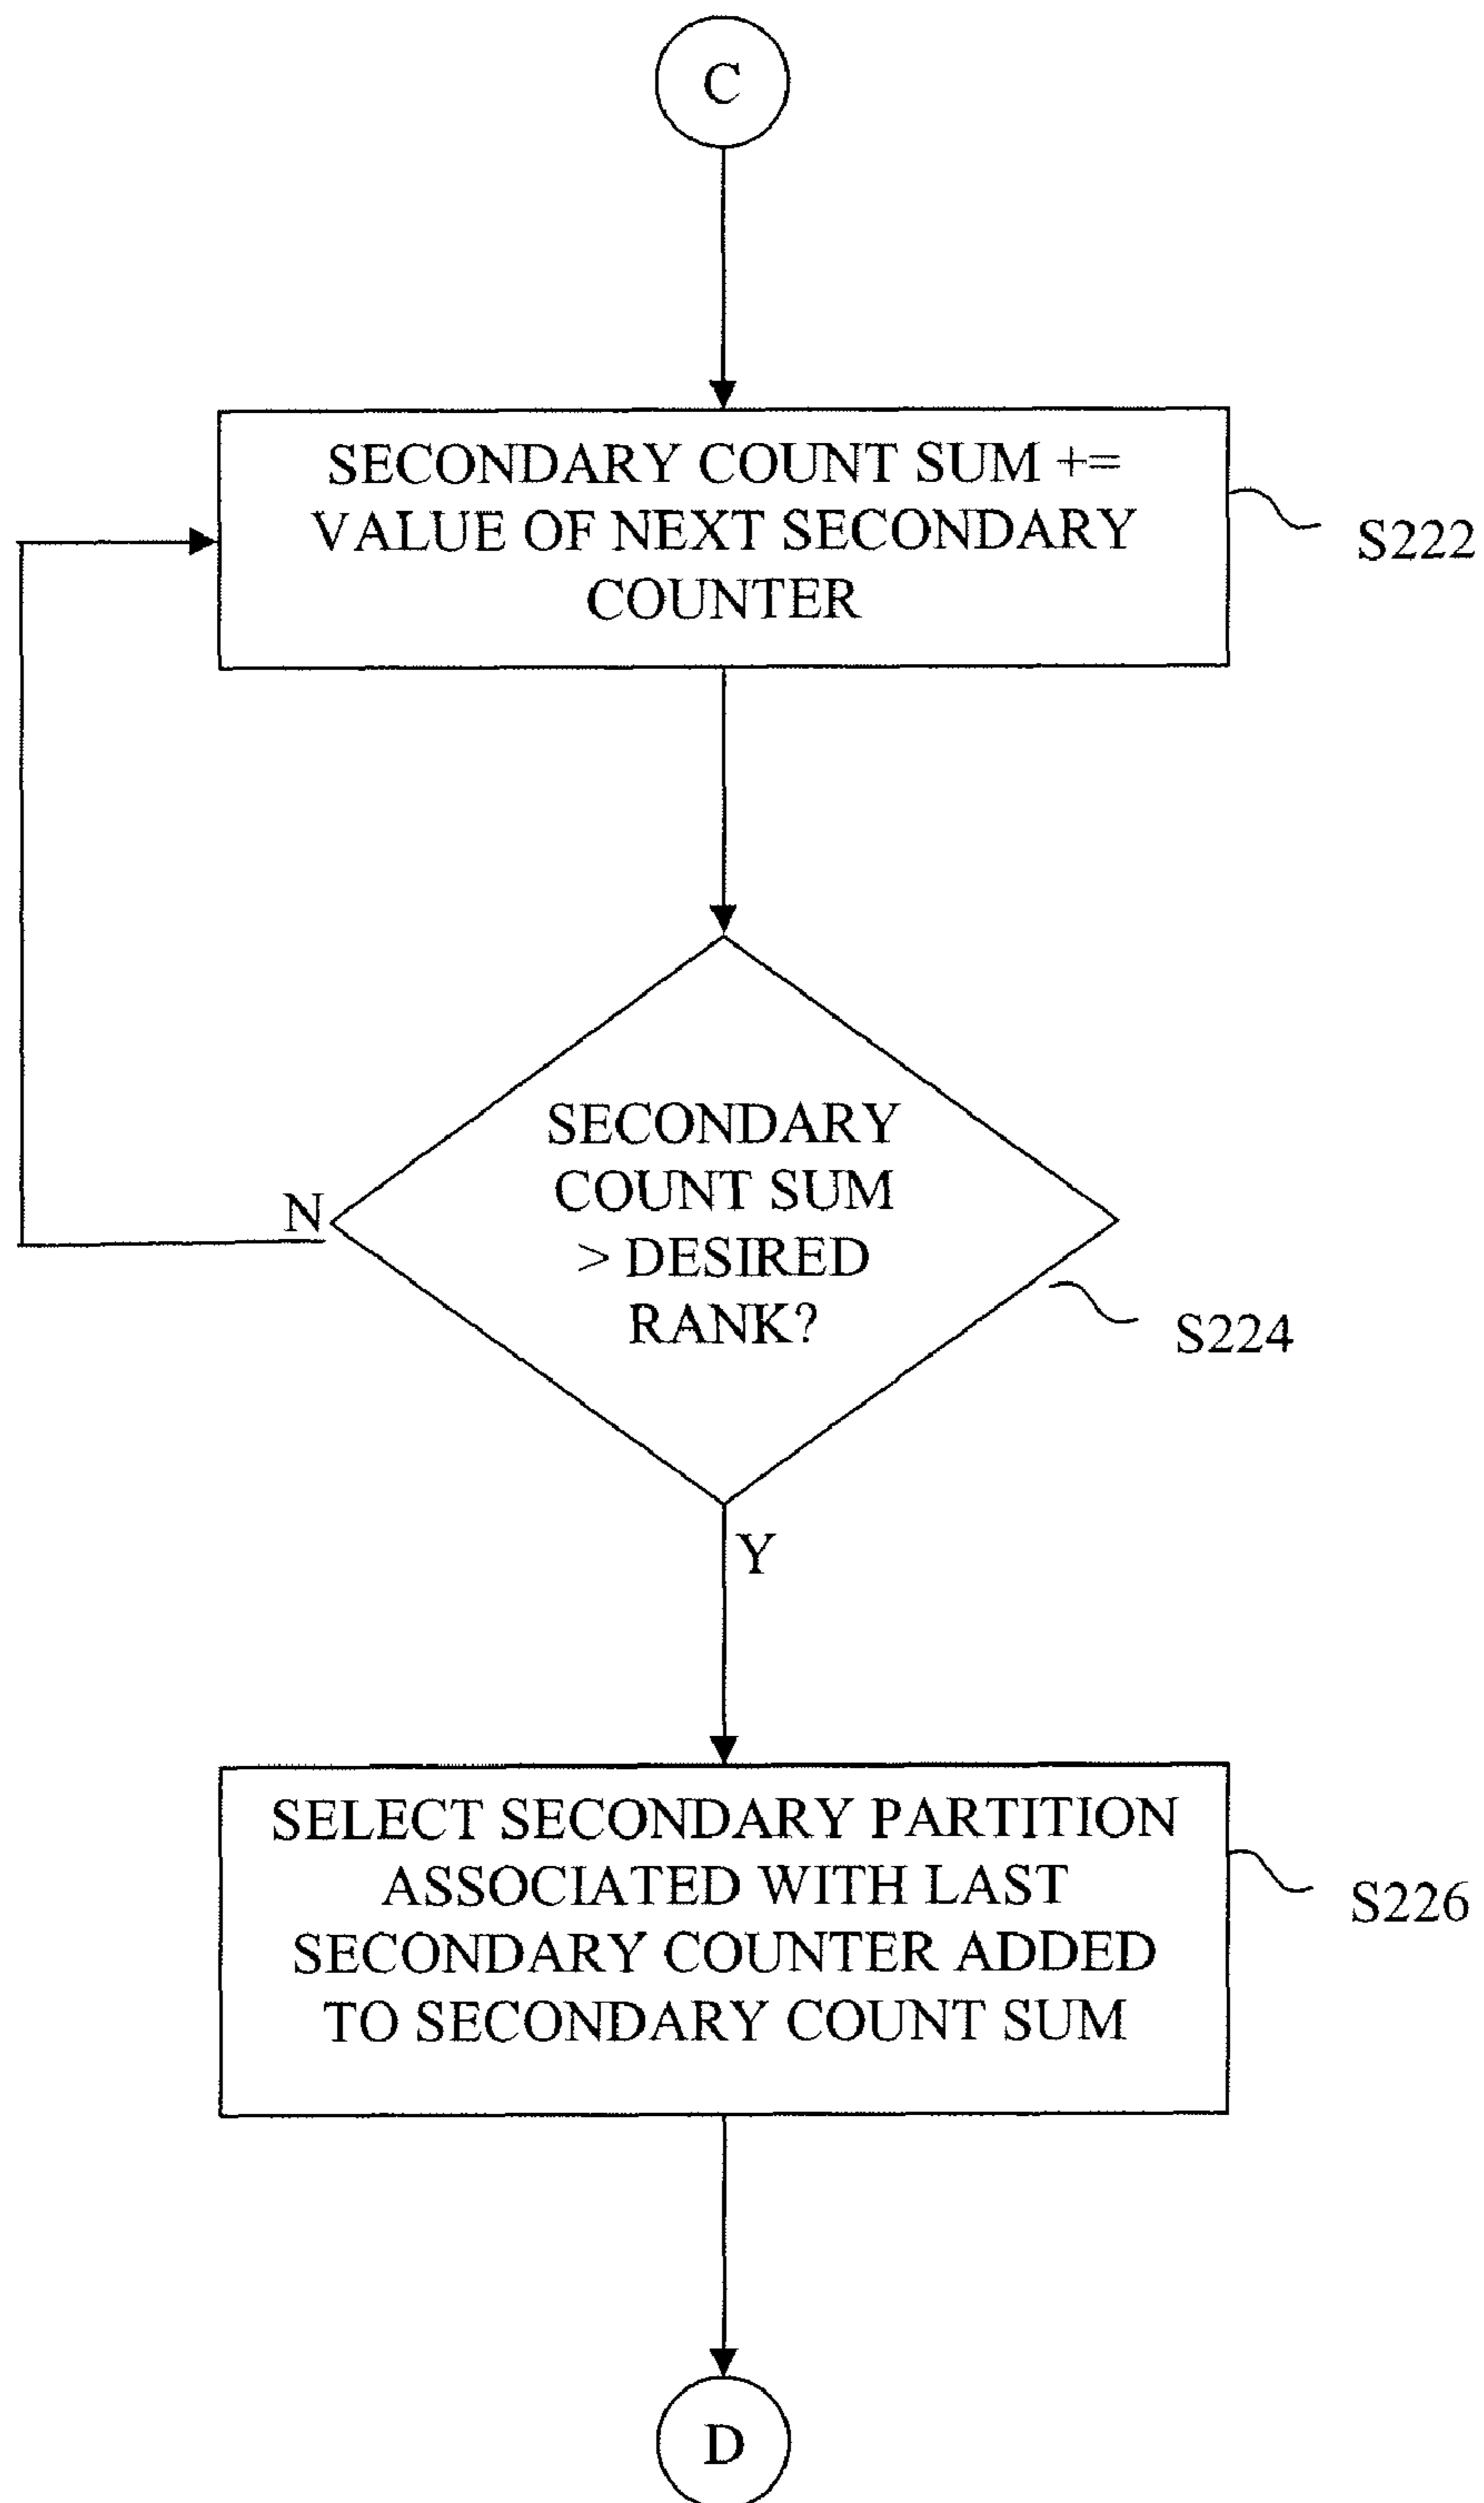 C
SECONDARY COUNT SUM +=
VALUE OF NEXT SECONDARY
COUNTER
S222
SECONDARY
COUNT SUM
> DESIRED
RANK?
N
S224
Y
SELECT SECONDARY PARTITION
ASSOCIATED WITH LAST
SECONDARY COUNTER ADDED
TO SECONDARY COUNT SUM
S226
D